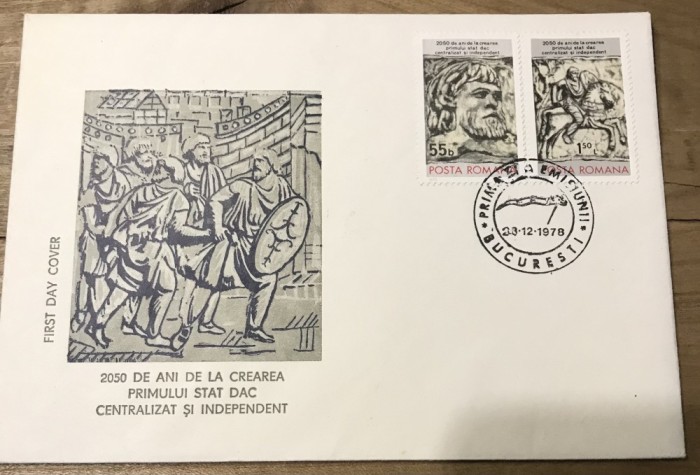 2050 de ani de la crearea
primului stat dac
centralizat și independent
55b
POSTA ROMANA
2050 de ani de la crearea
primului stat dac
centralizat și independent
1.50
L
POSTA ROMANA
* PRIMA ZI A EMISIUNII *
-12-1978
BUCURESTI
FIRST DAY COVER
2050 DE ANI DE LA CREAREA
PRIMULUI STAT DAC
CENTRALIZAT ȘI INDEPENDENT